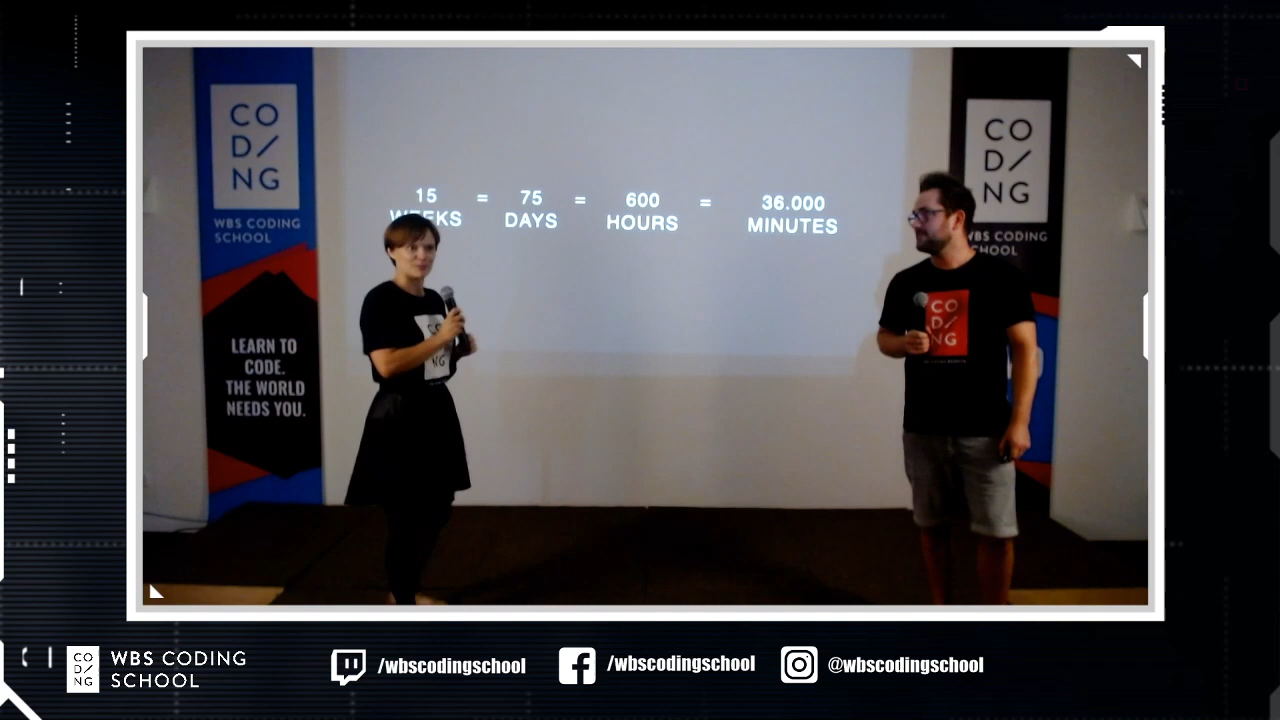 CO
D/
NG
WBS CODING
SCHOOL
LEARN TO
CODE.
THE WORLD
NEEDS YOU.
15 = 75 = 600 = 36.000
WEEKS DAYS HOURS MINUTES
CO
D/
NG
WBS CODING
SCHOOL
NG
CO
D/
NG
CO
D/
NG
WBS CODING
SCHOOL
/wbscodingschool
/wbscodingschool
@wbscodingschool